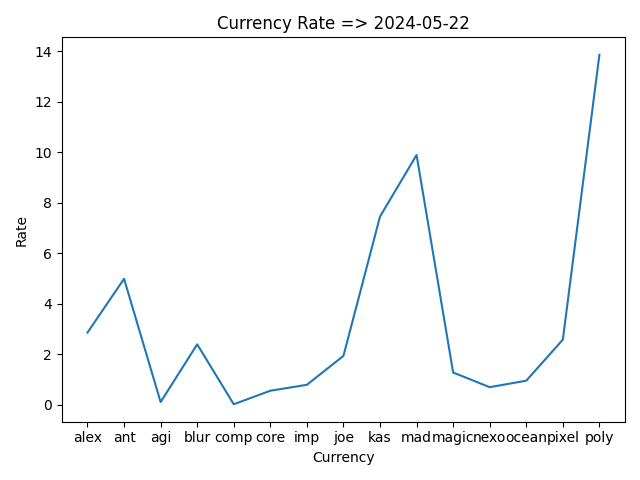 Currency Rate => 2024-05-22
14
12
10
8
6
4
2
0
Rate
alex ant agi blur comp core imp joe kas mad magic nexo ocean pixel poly
Currency